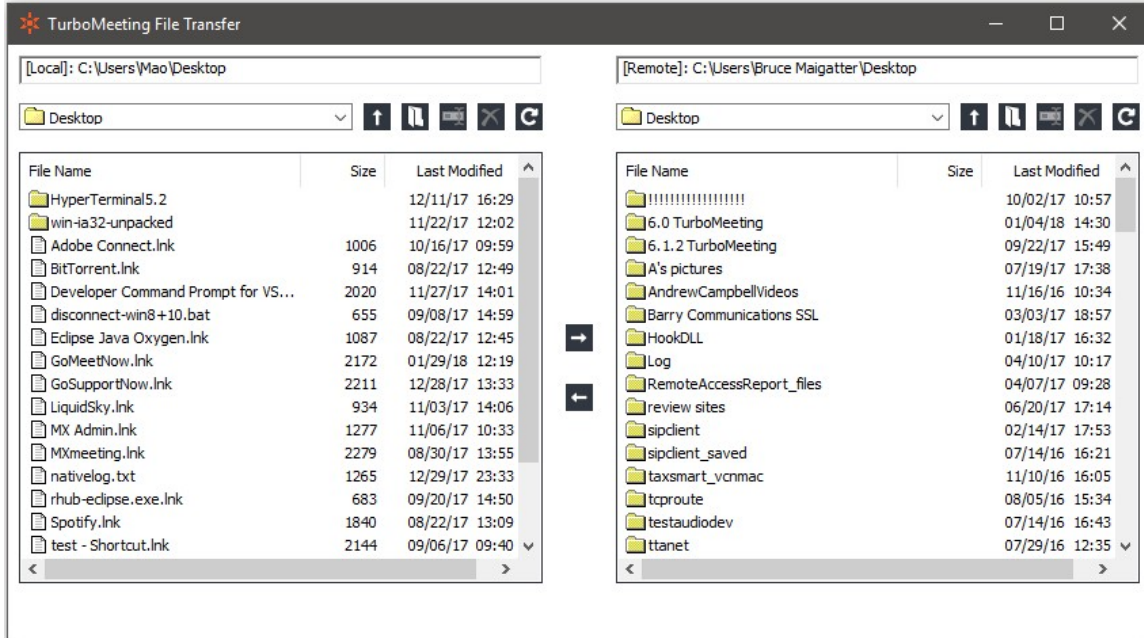 TurboMeeting File Transfer
[Local]: C:\Users\Mao\Desktop
Desktop
File Name Size Last Modified
HyperTerminal5.2 12/11/17 16:29
win-ia32-unpacked 11/22/17 12:02
Adobe Connect.lnk 1006 10/16/17 09:59
BitTorrent.lnk 914 08/22/17 12:49
Developer Command Prompt for VS... 2020 11/27/17 14:01
disconnect-win8+10.bat 655 09/08/17 14:59
Eclipse Java Oxygen.lnk 1087 08/22/17 12:45
GoMeetNow.lnk 2172 01/29/18 12:19
GoSupportNow.lnk 2211 12/28/17 13:33
LiquidSky.lnk 934 11/03/17 14:06
MX Admin.lnk 1277 11/06/17 10:33
MXmeeting.lnk 2279 08/30/17 13:55
nativelog.txt 1265 12/29/17 23:33
rhub-eclipse.exe.lnk 683 09/20/17 14:50
Spotify.lnk 1840 08/22/17 13:09
test - Shortcut.lnk 2144 09/06/17 09:40
[Remote]: C:\Users\Bruce Maigatter\Desktop
Desktop
File Name Size Last Modified
!!!!!!!!!!!!!!!!!! 10/02/17 10:57
6.0 TurboMeeting 01/04/18 14:30
6.1.2 TurboMeeting 09/22/17 15:49
A's pictures 07/19/17 17:38
AndrewCampbellVideos 11/16/16 10:34
Barry Communications SSL 03/03/17 18:57
HookDLL 01/18/17 16:32
Log 04/10/17 10:17
RemoteAccessReport_files 04/07/17 09:28
review sites 06/20/17 17:14
sipclient 02/14/17 17:53
sipclient_saved 07/14/16 16:21
taxsmart_vcnmac 11/10/16 16:05
tcproute 08/05/16 15:34
testaudiodev 07/14/16 16:43
ttanet 07/29/16 12:35